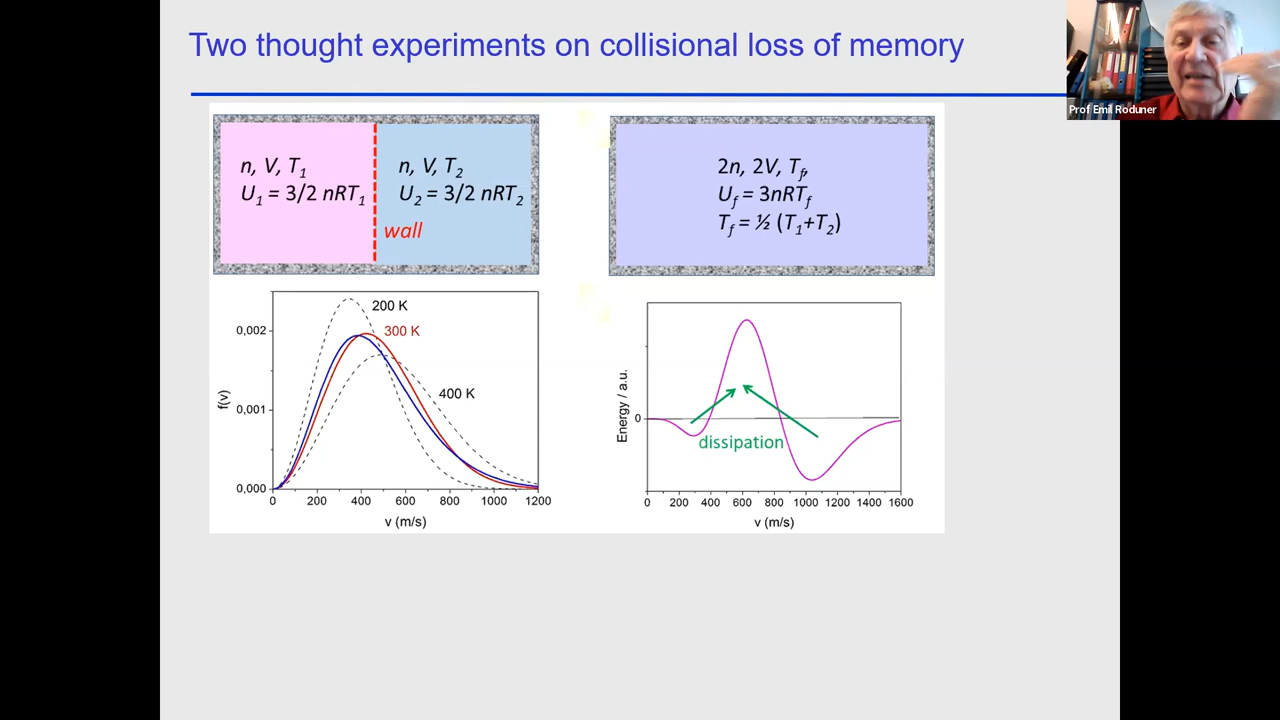 Two thought experiments on collisional loss of memory
Prof Emil Roduner
n, V, T1
U1 = 3/2 nRT1
n, V, T2
U2 = 3/2 nRT2
wall
2n, 2V, Tf,
Uf = 3nRTf
Tf = ½ (T1+T2)
200 K
300 K
400 K
f(v)
0,002
0,001
0,000
0 200 400 600 800 1000 1200
v (m/s)
Energy / a.u.
0
dissipation
0 200 400 600 800 1000 1200 1400 1600
v (m/s)